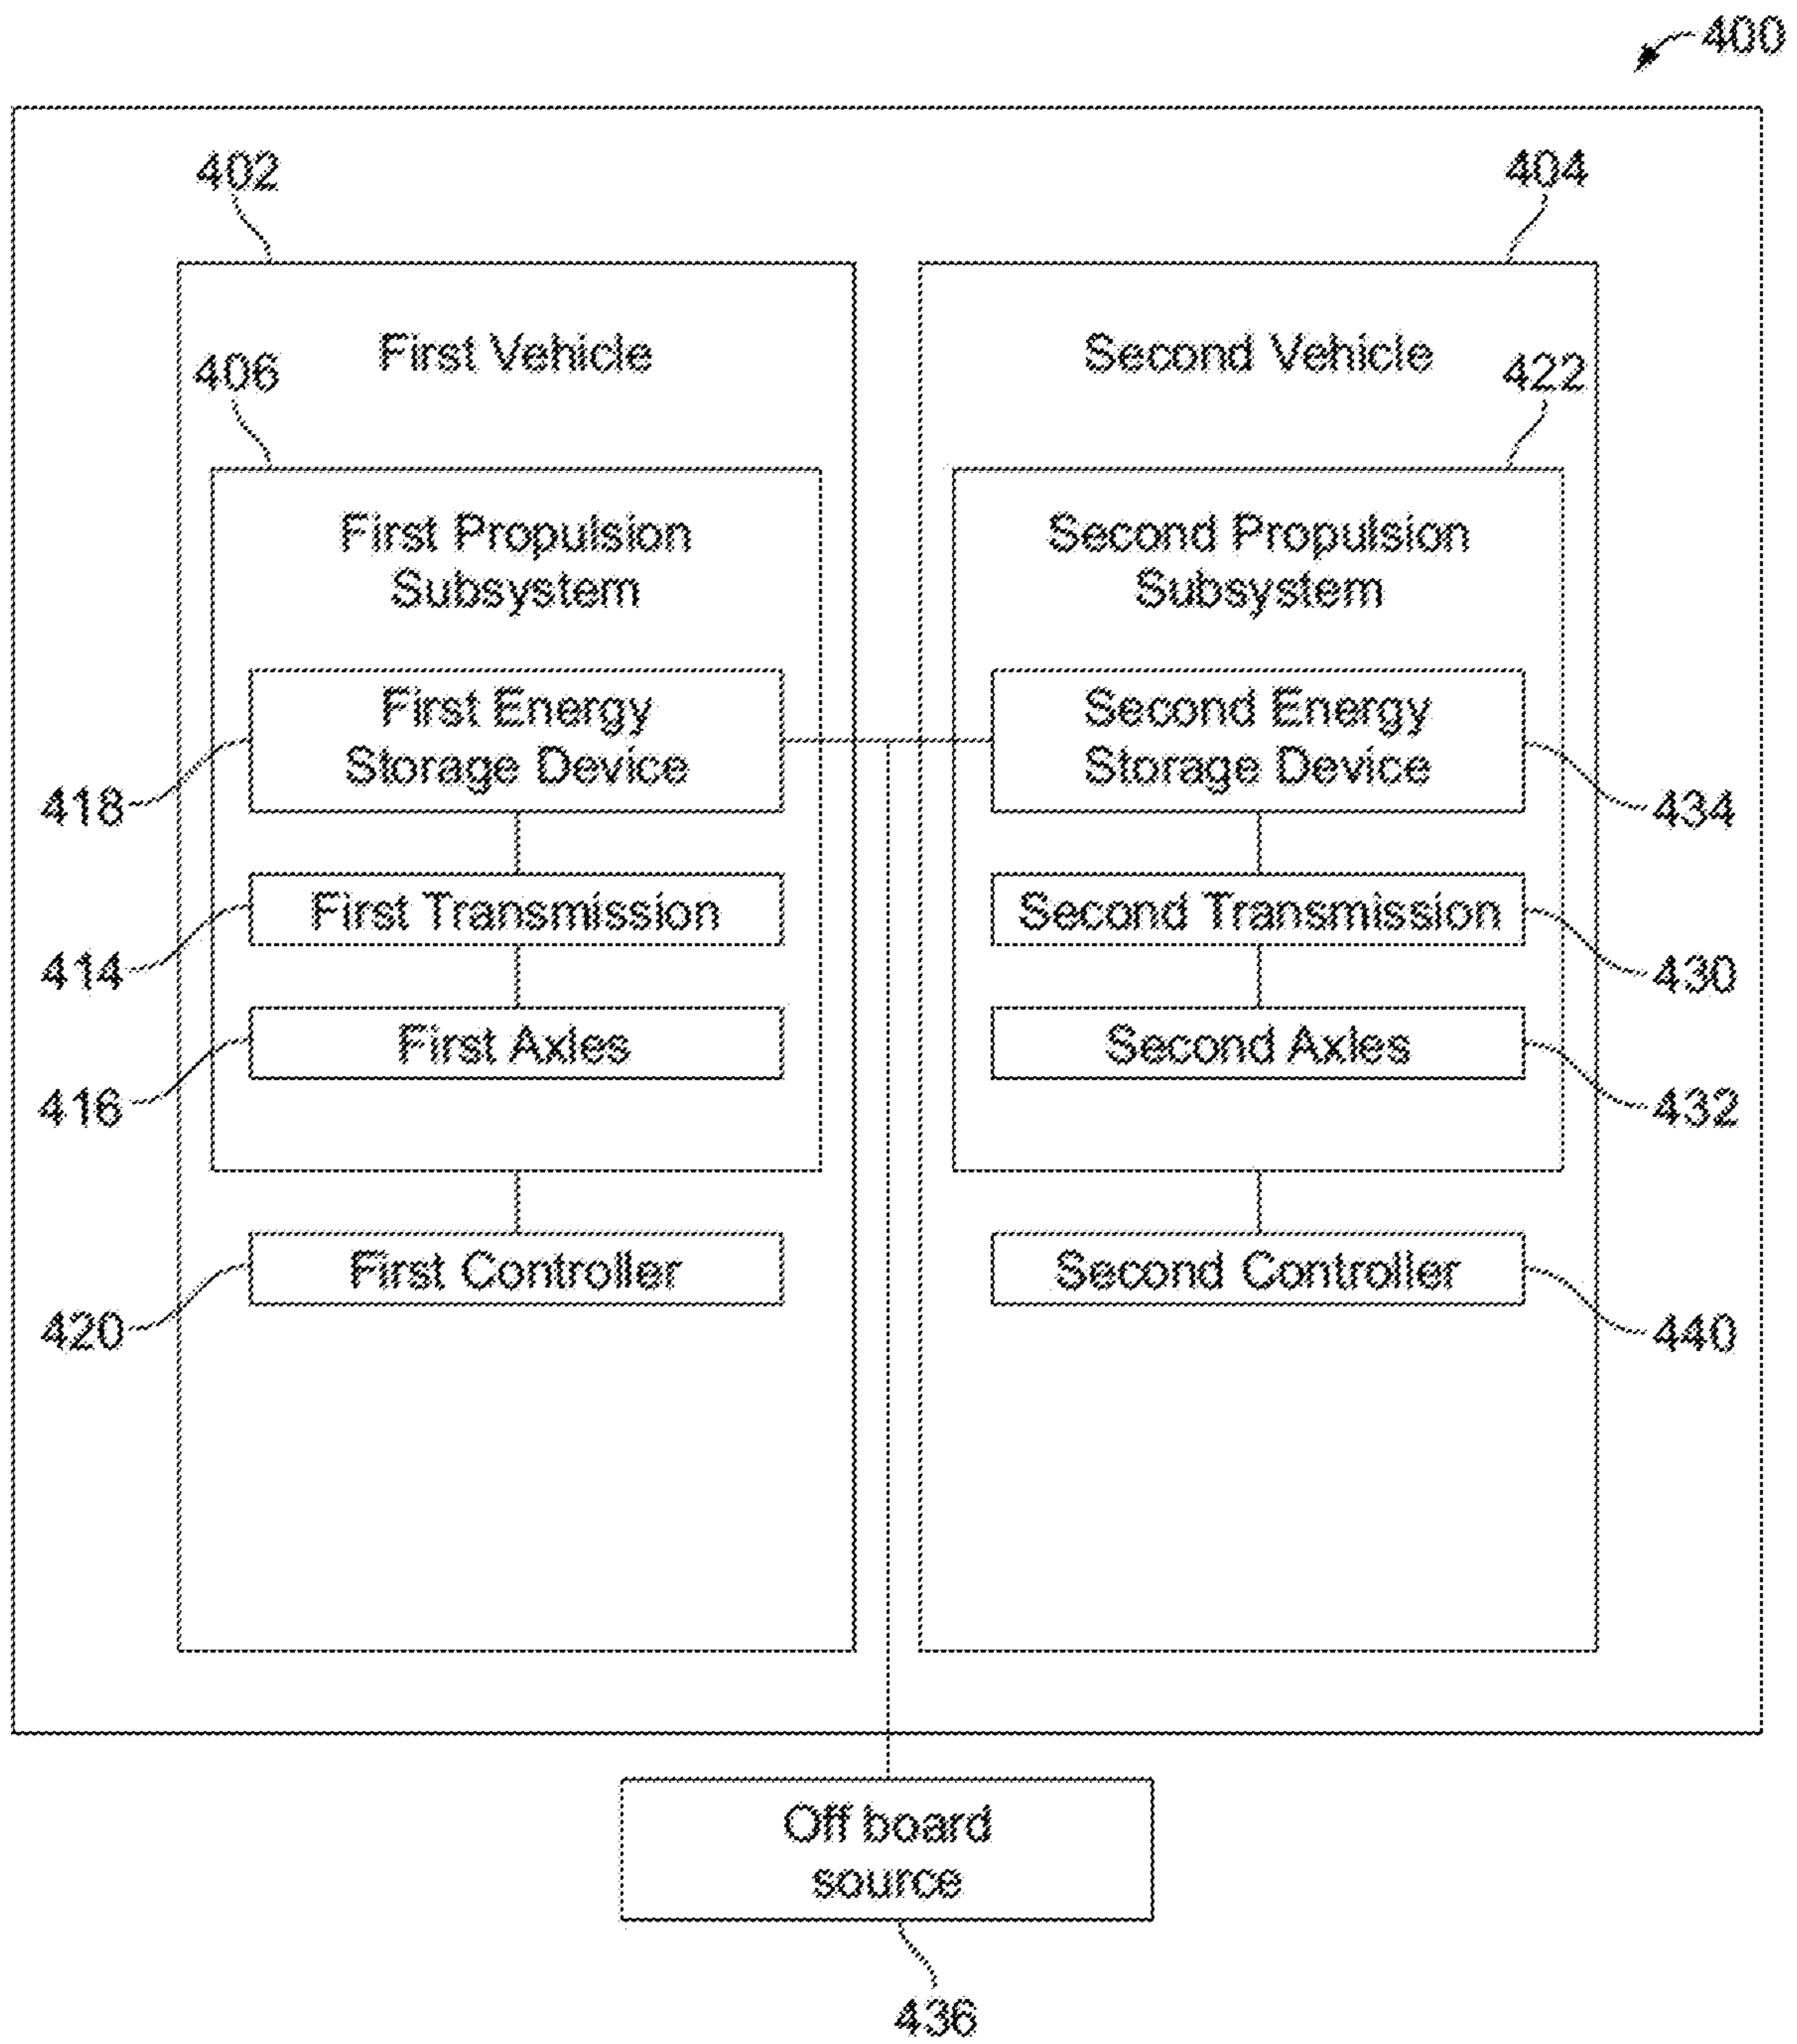 400
402
404
First Vehicle
Second Vehicle
406
422
First Propulsion
Subsystem
Second Propulsion
Subsystem
First Energy
Storage Device
Second Energy
Storage Device
418
434
First Transmission
Second Transmission
414
430
First Axles
Second Axles
416
432
First Controller
Second Controller
420
440
Off board
source
436